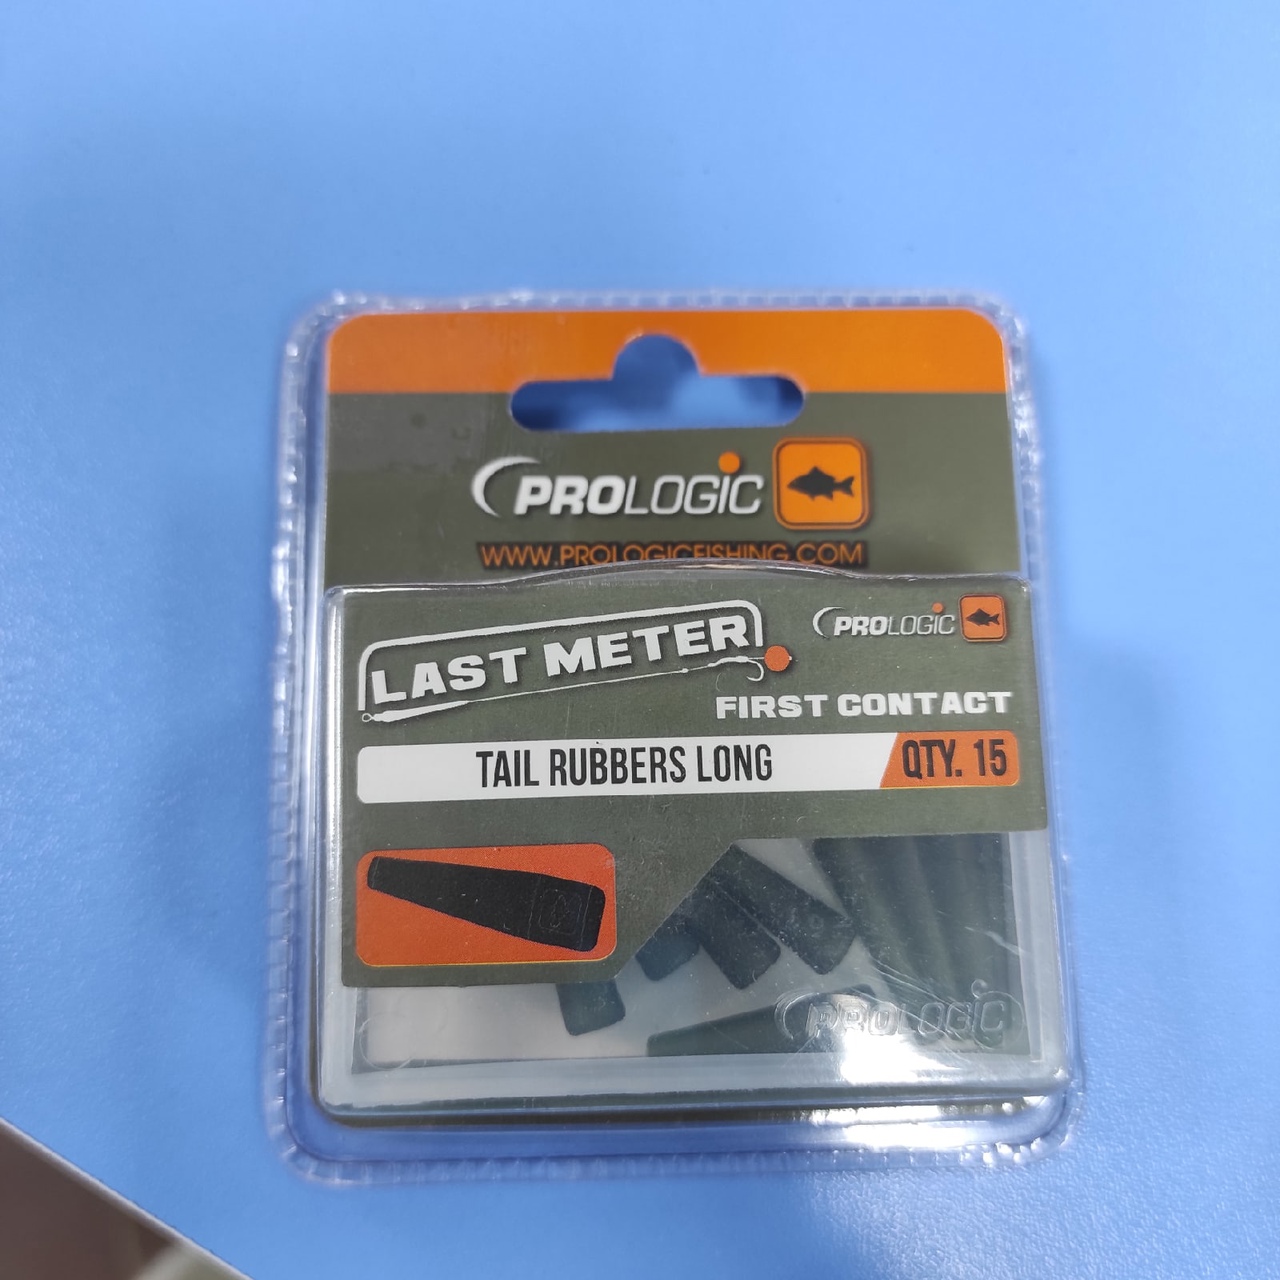 PROLOGIC
WWW.PROLOGICFISHING.COM
LAST METER
PROLOGIC
FIRST CONTACT
TAIL RUBBERS LONG
QTY. 15
PROLOGIC